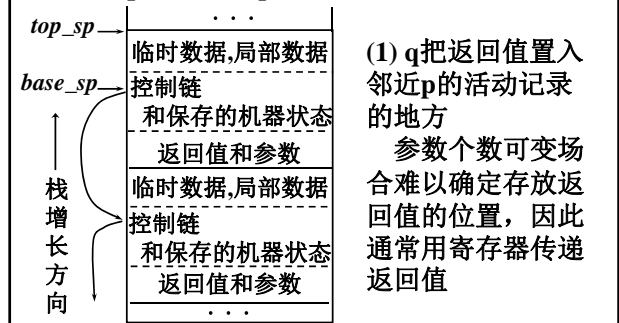 · · ·
top_sp
临时数据,局部数据
base_sp
控制链
和保存的机器状态
返回值和参数
临时数据,局部数据
控制链
和保存的机器状态
返回值和参数
· · ·
栈
增
长
方
向
(1) q把返回值置入
邻近p的活动记录
的地方
参数个数可变场
合难以确定存放返
回值的位置，因此
通常用寄存器传递
返回值